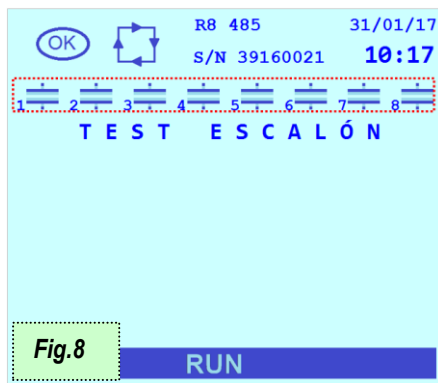 OK R8 485 31/01/17
S/N 39160021 10:17
1 2 3 4 5 6 7 8
TEST ESCALÓN
Fig.8
RUN